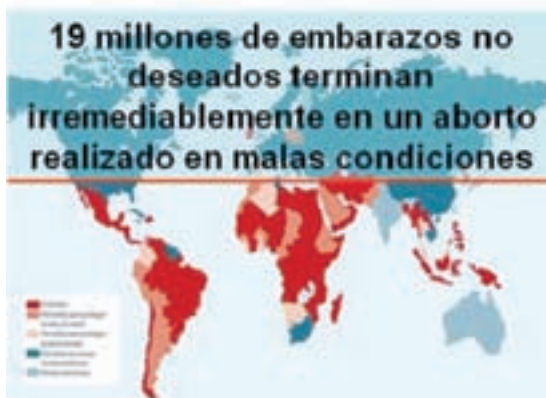 19 millones de embarazos no
deseados terminan
irremediablemente en un aborto
realizado en malas condiciones